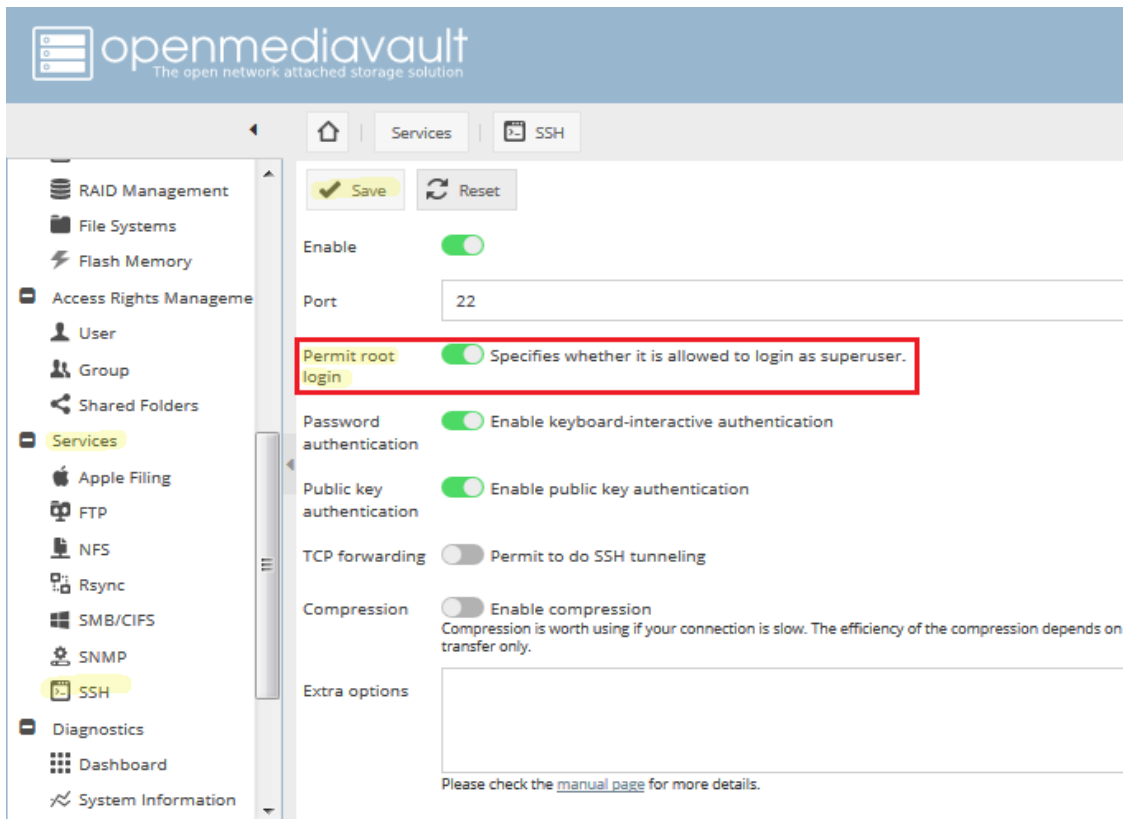 openmediavault
The open network attached storage solution
Services
SSH
RAID Management
File Systems
Flash Memory
Access Rights Manageme
User
Group
Shared Folders
Services
Apple Filing
FTP
NFS
Rsync
SMB/CIFS
SNMP
SSH
Diagnostics
Dashboard
System Information
Save
Reset
Enable
Port
22
Permit root
login
Specifies whether it is allowed to login as superuser.
Password
authentication
Enable keyboard-interactive authentication
Public key
authentication
Enable public key authentication
TCP forwarding
Permit to do SSH tunneling
Compression
Enable compression
Compression is worth using if your connection is slow. The efficiency of the compression depends on
transfer only.
Extra options
Please check the manual page for more details.